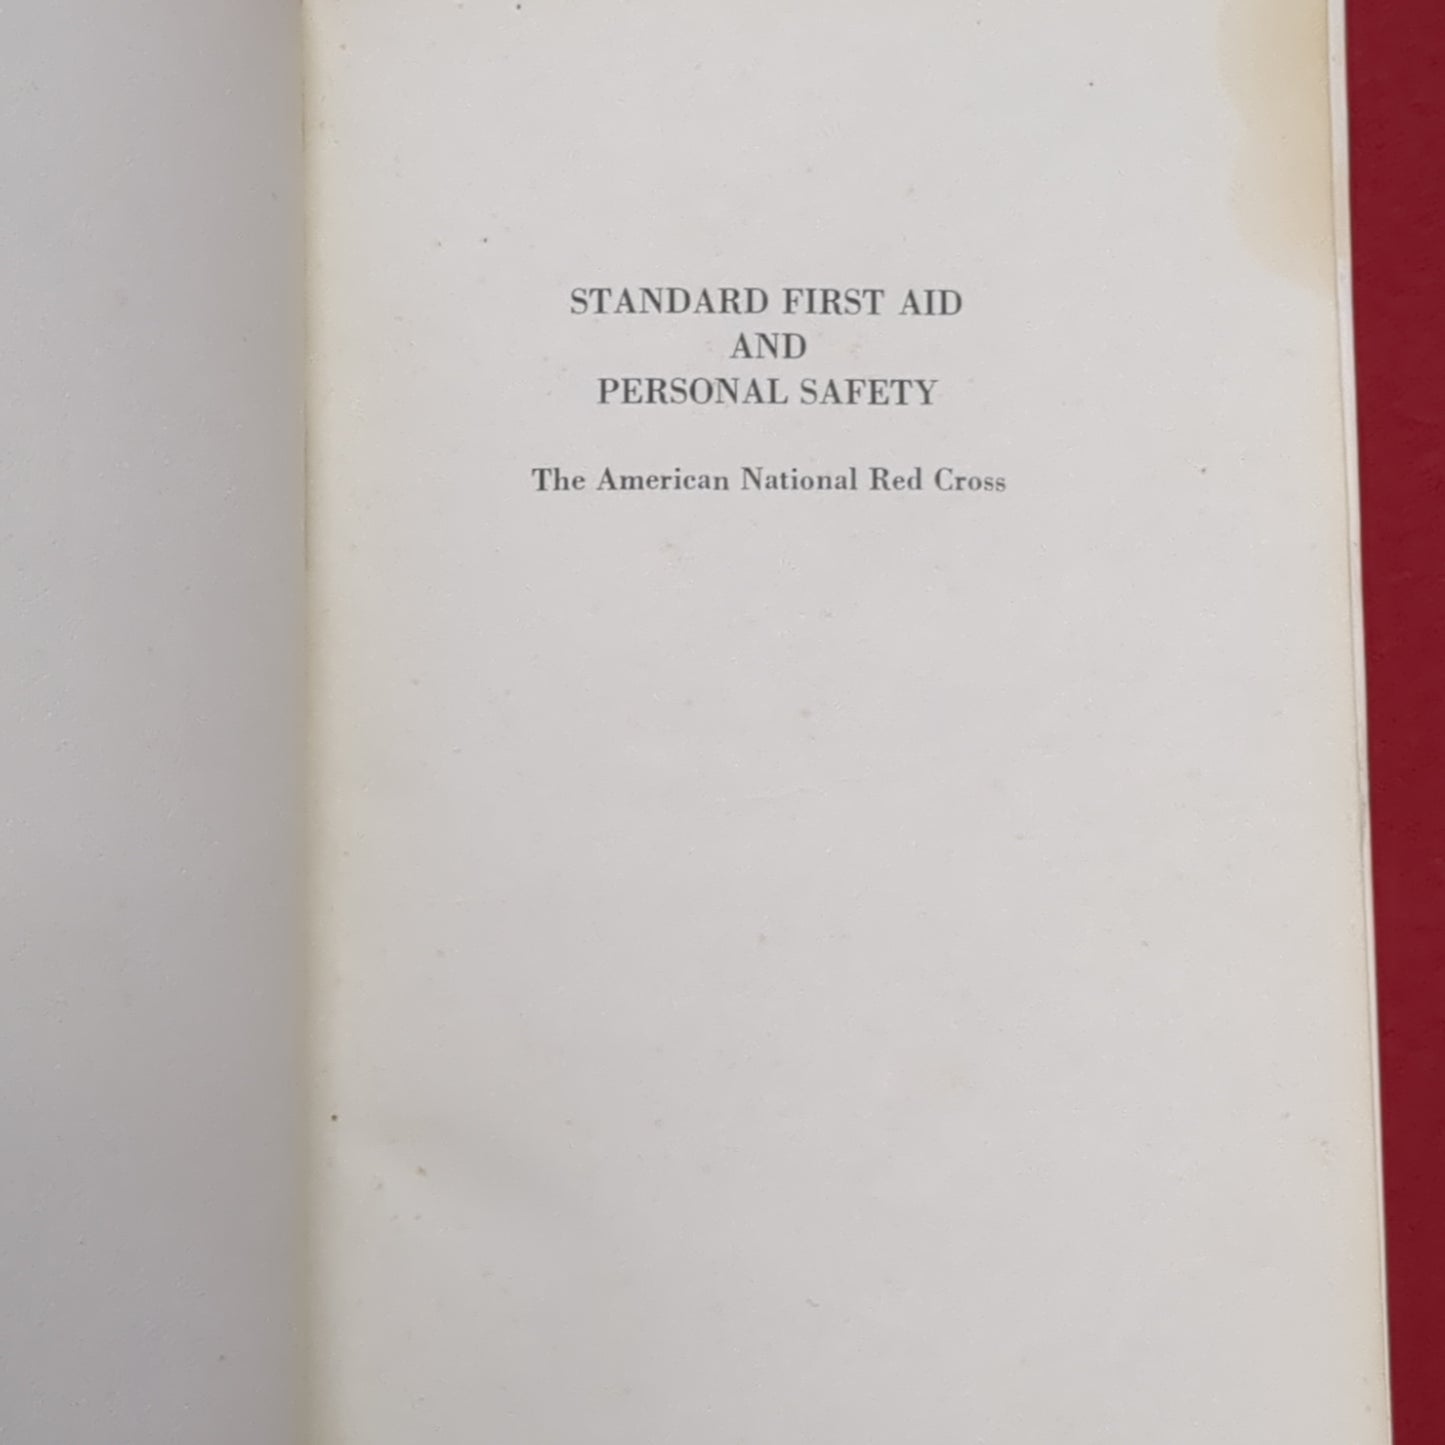 STANDARD FIRST AID
AND
PERSONAL SAFETY
The American National Red Cross